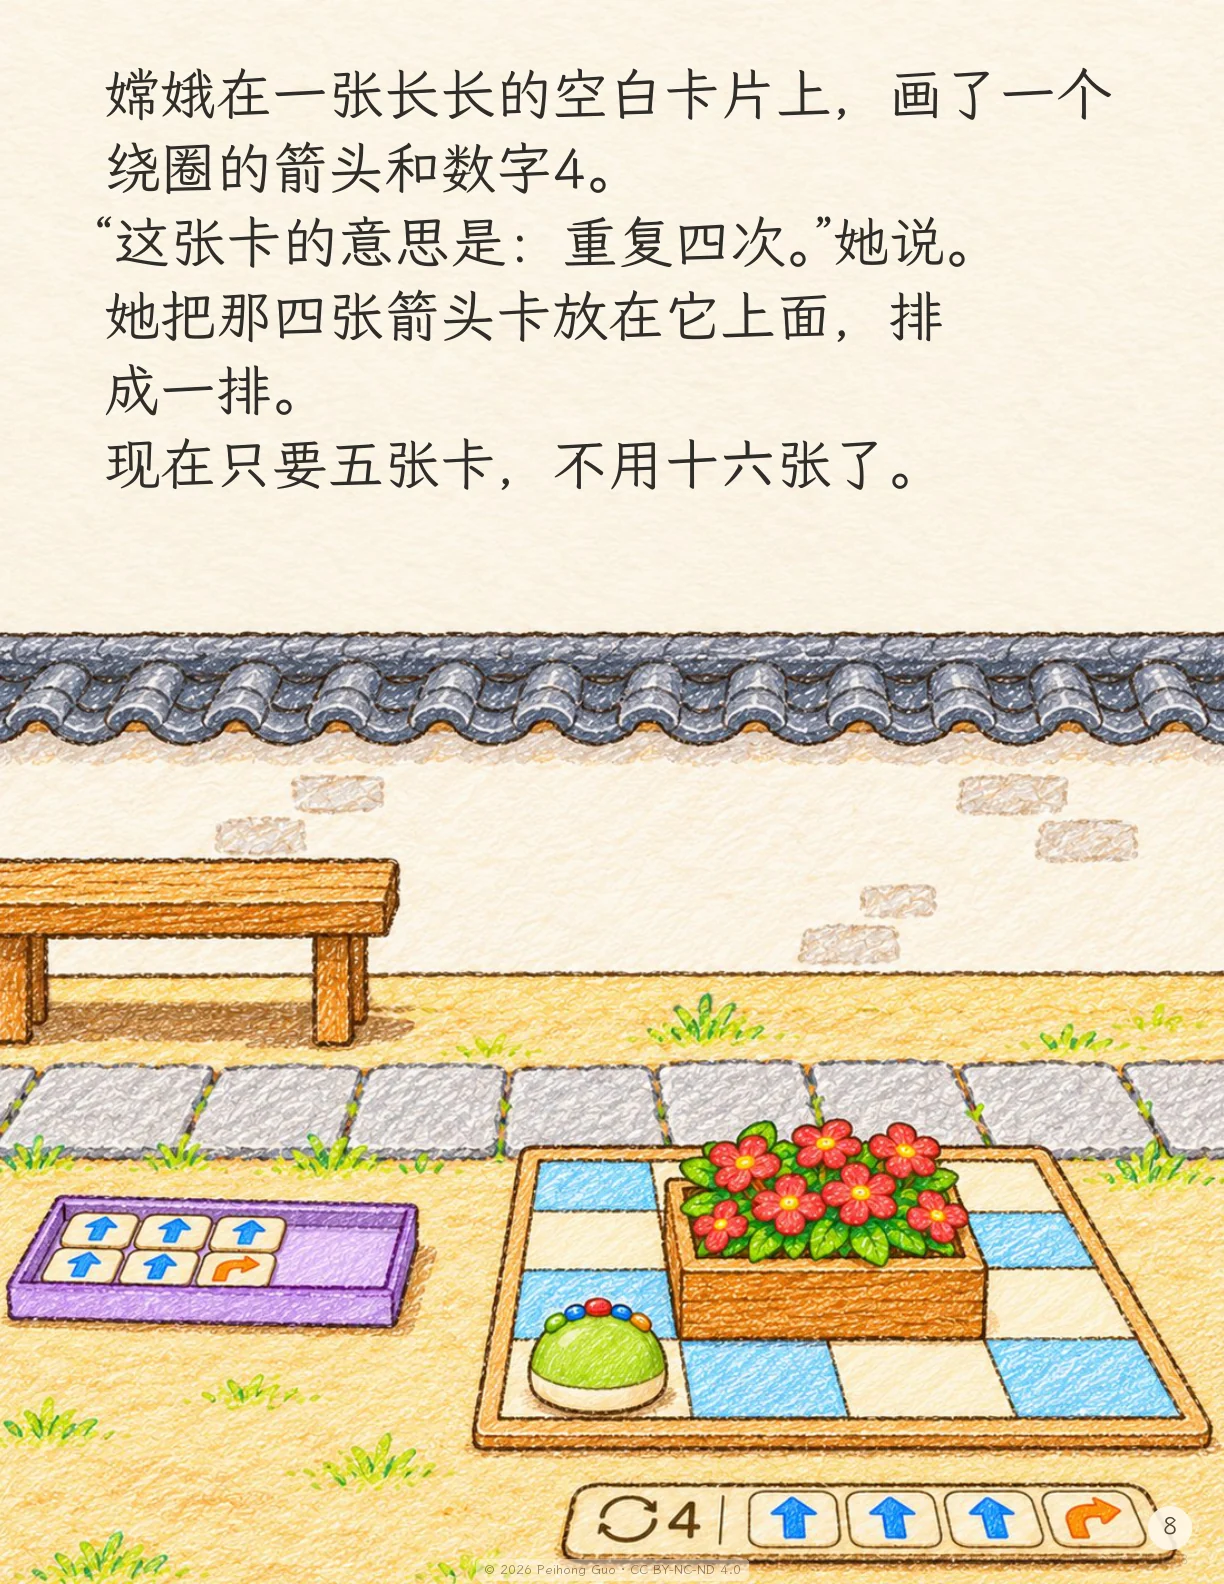 嫦娥在一张长长的空白卡片上，画了一个
绕圈的箭头和数字4。
“这张卡的意思是：重复四次。”她说。
她把那四张箭头卡放在它上面，排
成一排。
现在只要五张卡，不用十六张了。
4
8
© 2026 Peihong Guo · CC BY-NC-ND 4.0